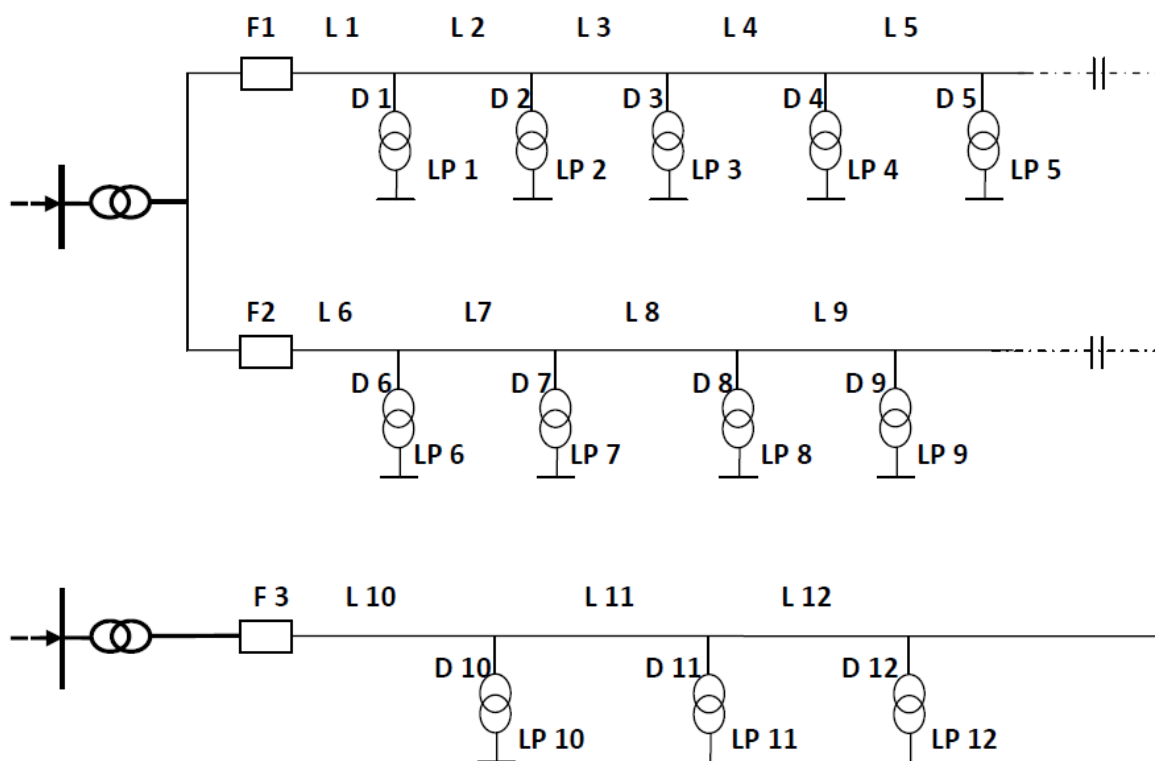 F1 L 1 L 2 L 3 L 4 L 5
D 1 D 2 D 3 D 4 D 5
LP 1 LP 2 LP 3 LP 4 LP 5
F2 L 6 L7 L 8 L 9
D 6 D 7 D 8 D 9
LP 6 LP 7 LP 8 LP 9
F 3 L 10 L 11 L 12
D 10 D 11 D 12
LP 10 LP 11 LP 12